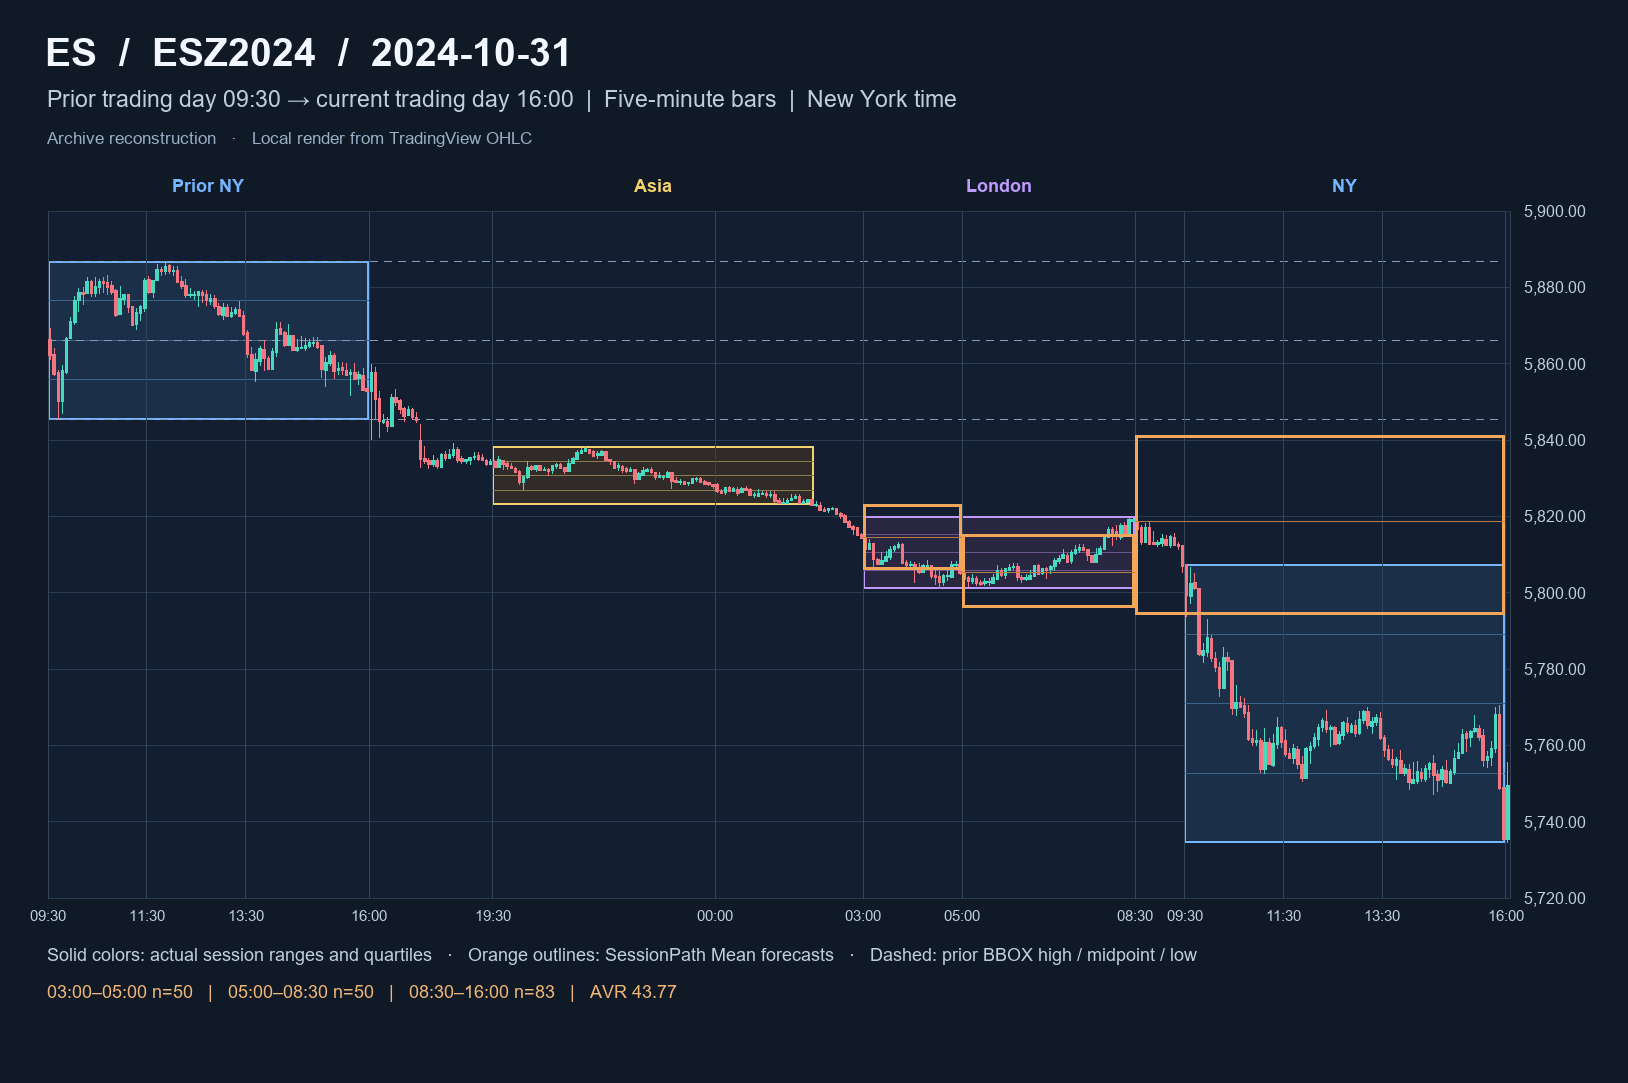 ES / ESZ2024 / 2024-10-31
Prior trading day 09:30 → current trading day 16:00 | Five-minute bars | New York time
Archive reconstruction · Local render from TradingView OHLC
Prior NY Asia London NY
5,900.00
5,880.00
5,860.00
5,840.00
5,820.00
5,800.00
5,780.00
5,760.00
5,740.00
5,720.00
09:30 11:30 13:30 16:00 19:30 00:00 03:00 05:00 08:30 09:30 11:30 13:30 16:00
Solid colors: actual session ranges and quartiles · Orange outlines: SessionPath Mean forecasts · Dashed: prior BBOX high / midpoint / low
03:00–05:00 n=50 | 05:00–08:30 n=50 | 08:30–16:00 n=83 | AVR 43.77